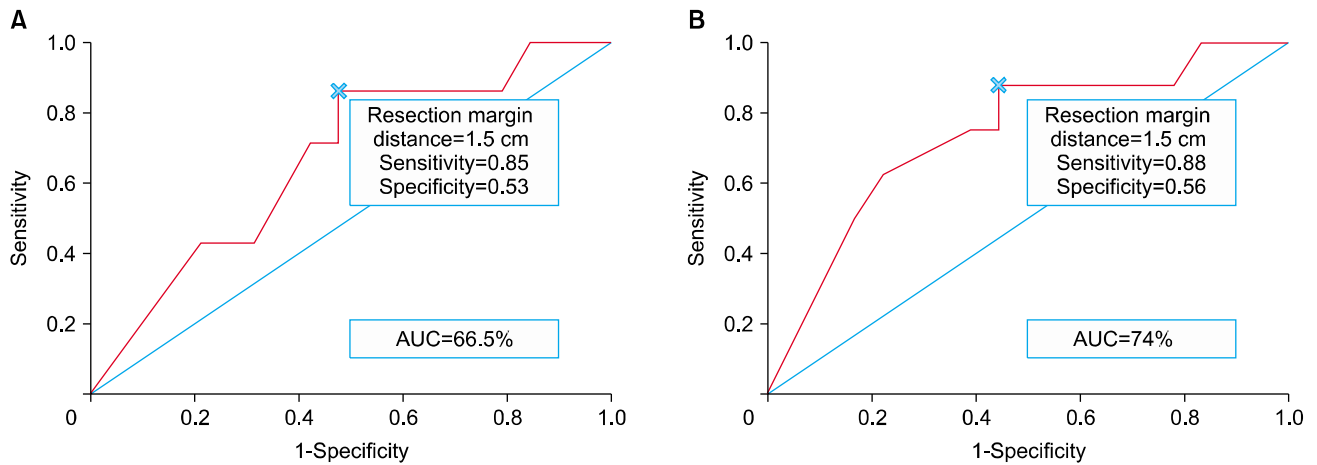 A
1.0
0.8
0.6
0.4
0.2
0
0.2
0.4
0.6
0.8
1.0
Sensitivity
1-Specificity
Resection margin
distance=1.5 cm
Sensitivity=0.85
Specificity=0.53
AUC=66.5%
B
1.0
0.8
0.6
0.4
0.2
0
0.2
0.4
0.6
0.8
1.0
Sensitivity
1-Specificity
Resection margin
distance=1.5 cm
Sensitivity=0.88
Specificity=0.56
AUC=74%